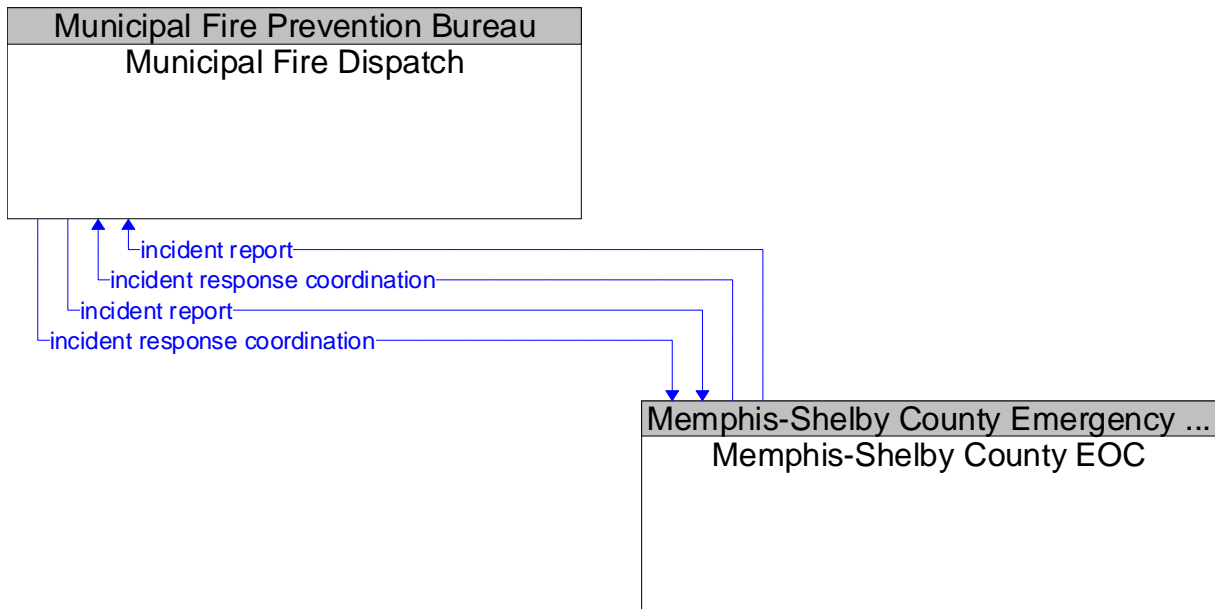 Municipal Fire Prevention Bureau
Municipal Fire Dispatch
incident report
incident response coordination
incident report
incident response coordination
Memphis-Shelby County Emergency ...
Memphis-Shelby County EOC